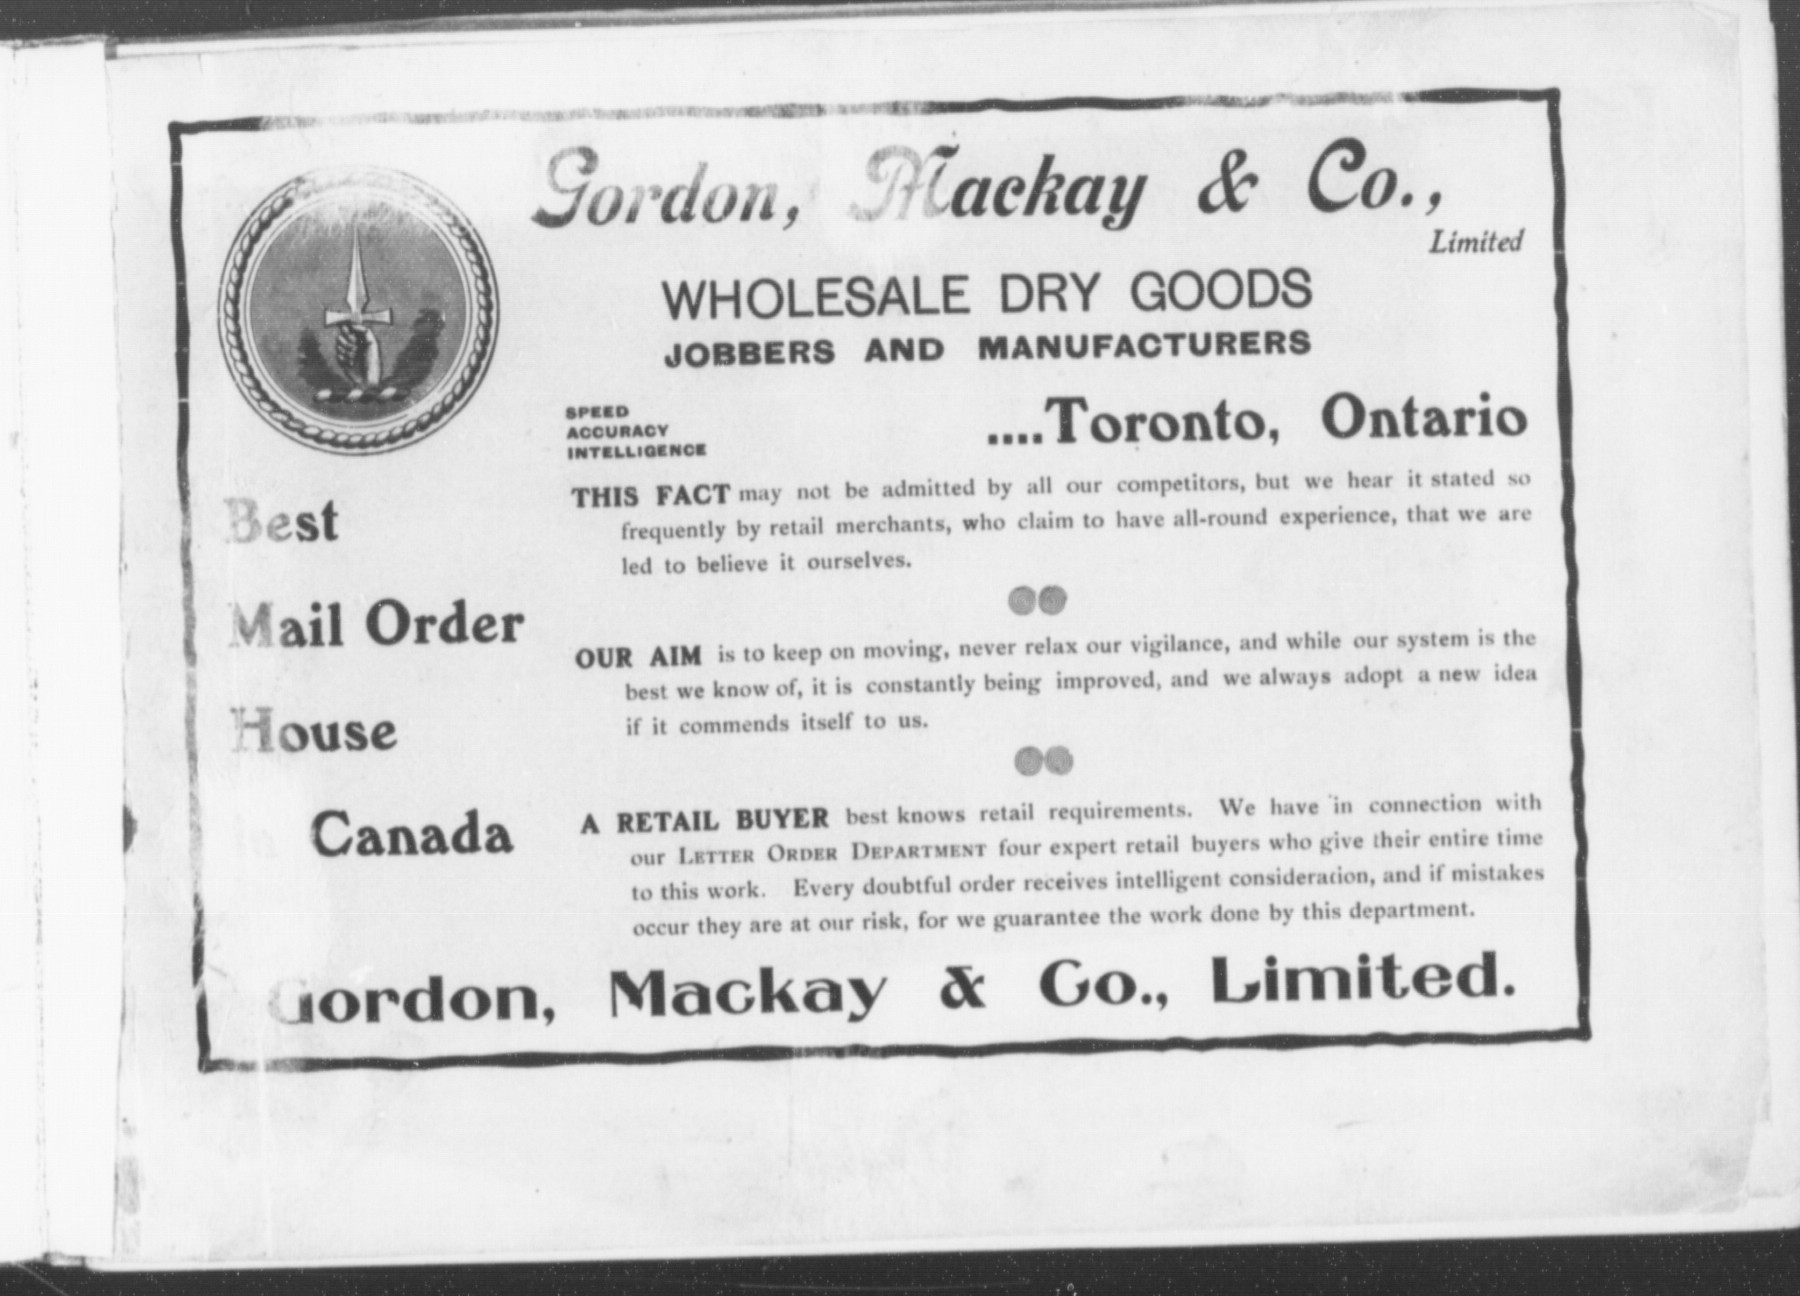 Gordon, Mackay & Co.,
Limited
WHOLESALE DRY GOODS
JOBBERS AND MANUFACTURERS
SPEED
ACCURACY
INTELLIGENCE
....Toronto, Ontario
Best
Mail Order
House
in Canada
THIS FACT may not be admitted by all our competitors, but we hear it stated so
frequently by retail merchants, who claim to have all-round experience, that we are
led to believe it ourselves.
OUR AIM is to keep on moving, never relax our vigilance, and while our system is the
best we know of, it is constantly being improved, and we always adopt a new idea
if it commends itself to us.
A RETAIL BUYER best knows retail requirements. We have in connection with
our LETTER ORDER DEPARTMENT four expert retail buyers who give their entire time
to this work. Every doubtful order receives intelligent consideration, and if mistakes
occur they are at our risk, for we guarantee the work done by this department.
Gordon, Mackay & Co., Limited.